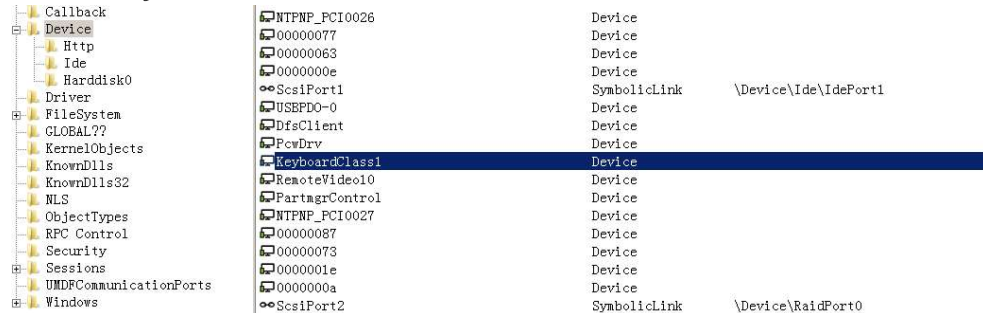 Callback
Device
Http
Ide
Harddisk0
Driver
FileSystem
GLOBAL??
KernelObjects
KnownDlls
KnownDlls32
NLS
ObjectTypes
RPC Control
Security
Sessions
UMDFCommunicationPorts
Windows
NTPNP_PCI0026 Device
00000077 Device
00000063 Device
0000000e Device
ScsiPort1 SymbolicLink \Device\Ide\IdePort1
USBPDO-0 Device
DfsClient Device
PcwDrv Device
KeyboardClass1 Device
RemoteVideo10 Device
PartmgrControl Device
NTPNP_PCI0027 Device
00000087 Device
00000073 Device
0000001e Device
0000000a Device
ScsiPort2 SymbolicLink \Device\RaidPort0